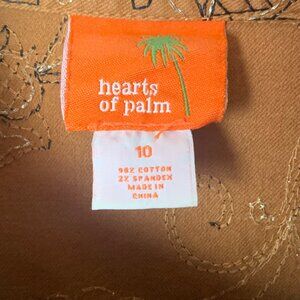 hearts
of palm
10
98% COTTON
2% SPANDEX
MADE IN
CHINA